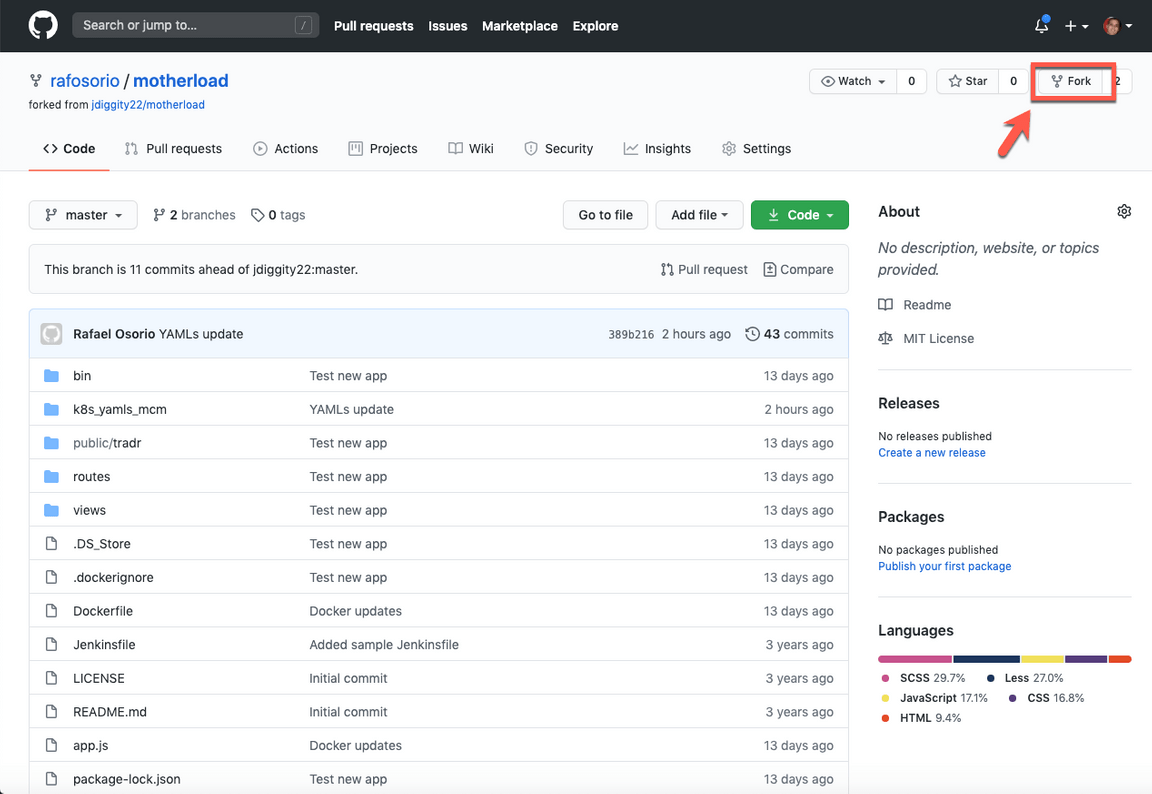 Search or jump to... / Pull requests Issues Marketplace Explore
rafosorio / motherload Watch 0 Star 0 Fork 2
forked from jdiggity22/motherload
Code Pull requests Actions Projects Wiki Security Insights Settings
master 2 branches 0 tags Go to file Add file Code
This branch is 11 commits ahead of jdiggity22:master. Pull request Compare
Rafael Osorio YAMLs update 389b216 2 hours ago 43 commits
bin Test new app 13 days ago
k8s_yamls_mcm YAMLs update 2 hours ago
public/tradr Test new app 13 days ago
routes Test new app 13 days ago
views Test new app 13 days ago
.DS_Store Test new app 13 days ago
.dockerignore Test new app 13 days ago
Dockerfile Docker updates 13 days ago
Jenkinsfile Added sample Jenkinsfile 3 years ago
LICENSE Initial commit 3 years ago
README.md Initial commit 3 years ago
app.js Docker updates 13 days ago
package-lock.json Test new app 13 days ago
About
No description, website, or topics
provided.
Readme
MIT License
Releases
No releases published
Create a new release
Packages
No packages published
Publish your first package
Languages
SCSS 29.7% Less 27.0%
JavaScript 17.1% CSS 16.8%
HTML 9.4%